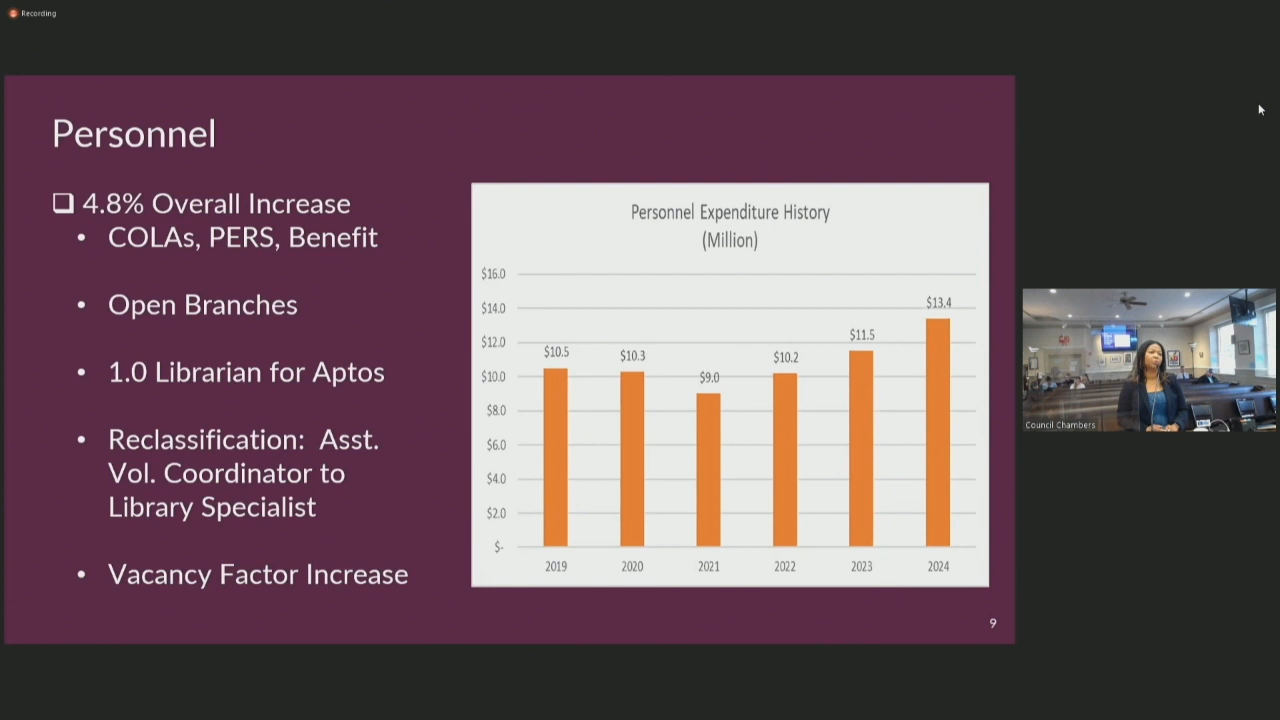 Recording
Personnel
4.8% Overall Increase
• COLAs, PERS, Benefit
• Open Branches
• 1.0 Librarian for Aptos
• Reclassification: Asst.
Vol. Coordinator to
Library Specialist
• Vacancy Factor Increase
Personnel Expenditure History
(Million)
$16.0
$14.0
$12.0
$10.0
$8.0
$6.0
$4.0
$2.0
$-
$10.5
$10.3
$9.0
$10.2
$11.5
$13.4
2019 2020 2021 2022 2023 2024
9
Council Chambers